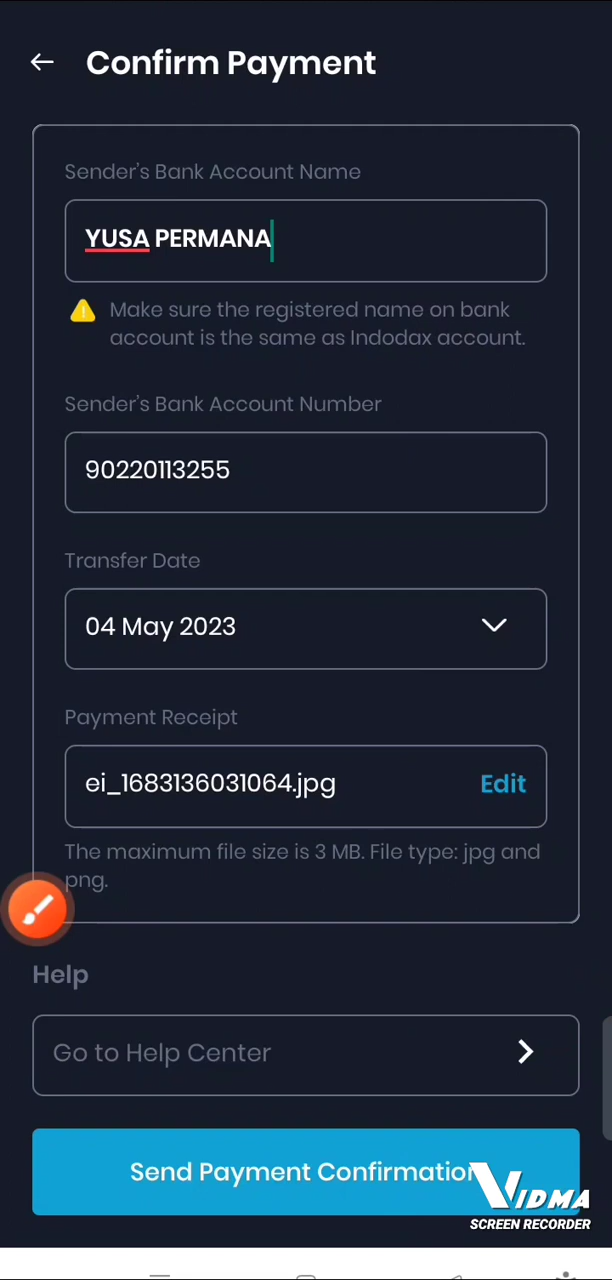 Confirm Payment
Sender's Bank Account Name
YUSA PERMANA
Make sure the registered name on bank
account is the same as Indodax account.
Sender's Bank Account Number
90220113255
Transfer Date
04 May 2023
Payment Receipt
ei_1683136031064.jpg
Edit
The maximum file size is 3 MB. File type: jpg and
png.
Help
Go to Help Center
Send Payment Confirmation
VIDMA
SCREEN RECORDER